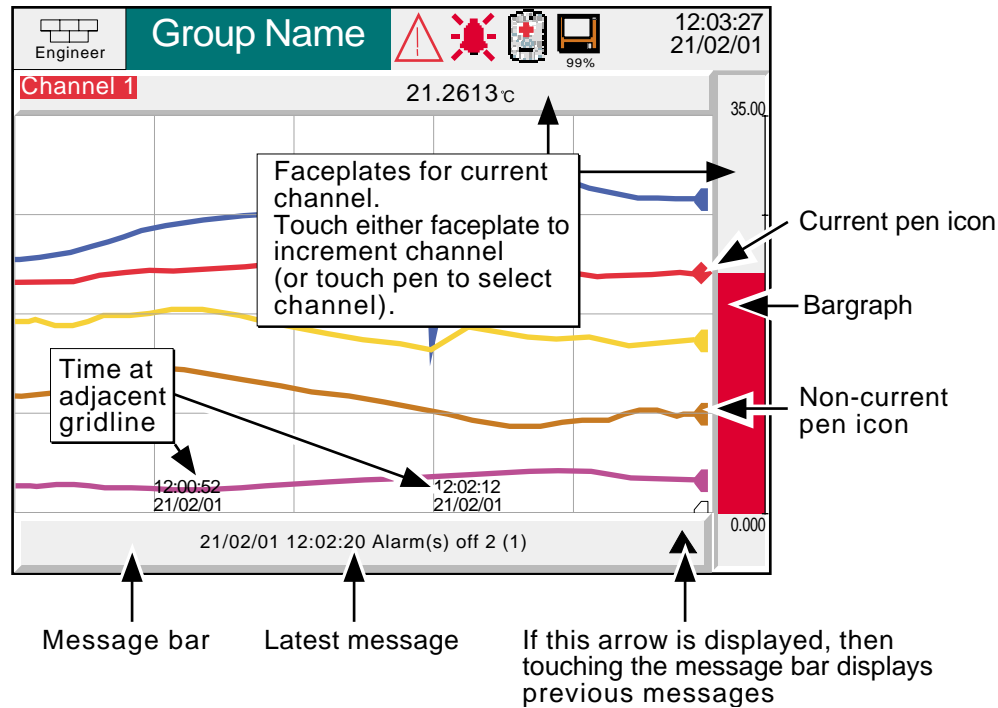 Engineer
Group Name
99%
12:03:27
21/02/01
Channel 1
21.2613°C
35.00
Faceplates for current
channel.
Touch either faceplate to
increment channel
(or touch pen to select
channel).
Current pen icon
Bargraph
Time at
adjacent
gridline
Non-current
pen icon
12:00:52
21/02/01
12:02:12
21/02/01
0.000
21/02/01 12:02:20 Alarm(s) off 2 (1)
Message bar
Latest message
If this arrow is displayed, then
touching the message bar displays
previous messages